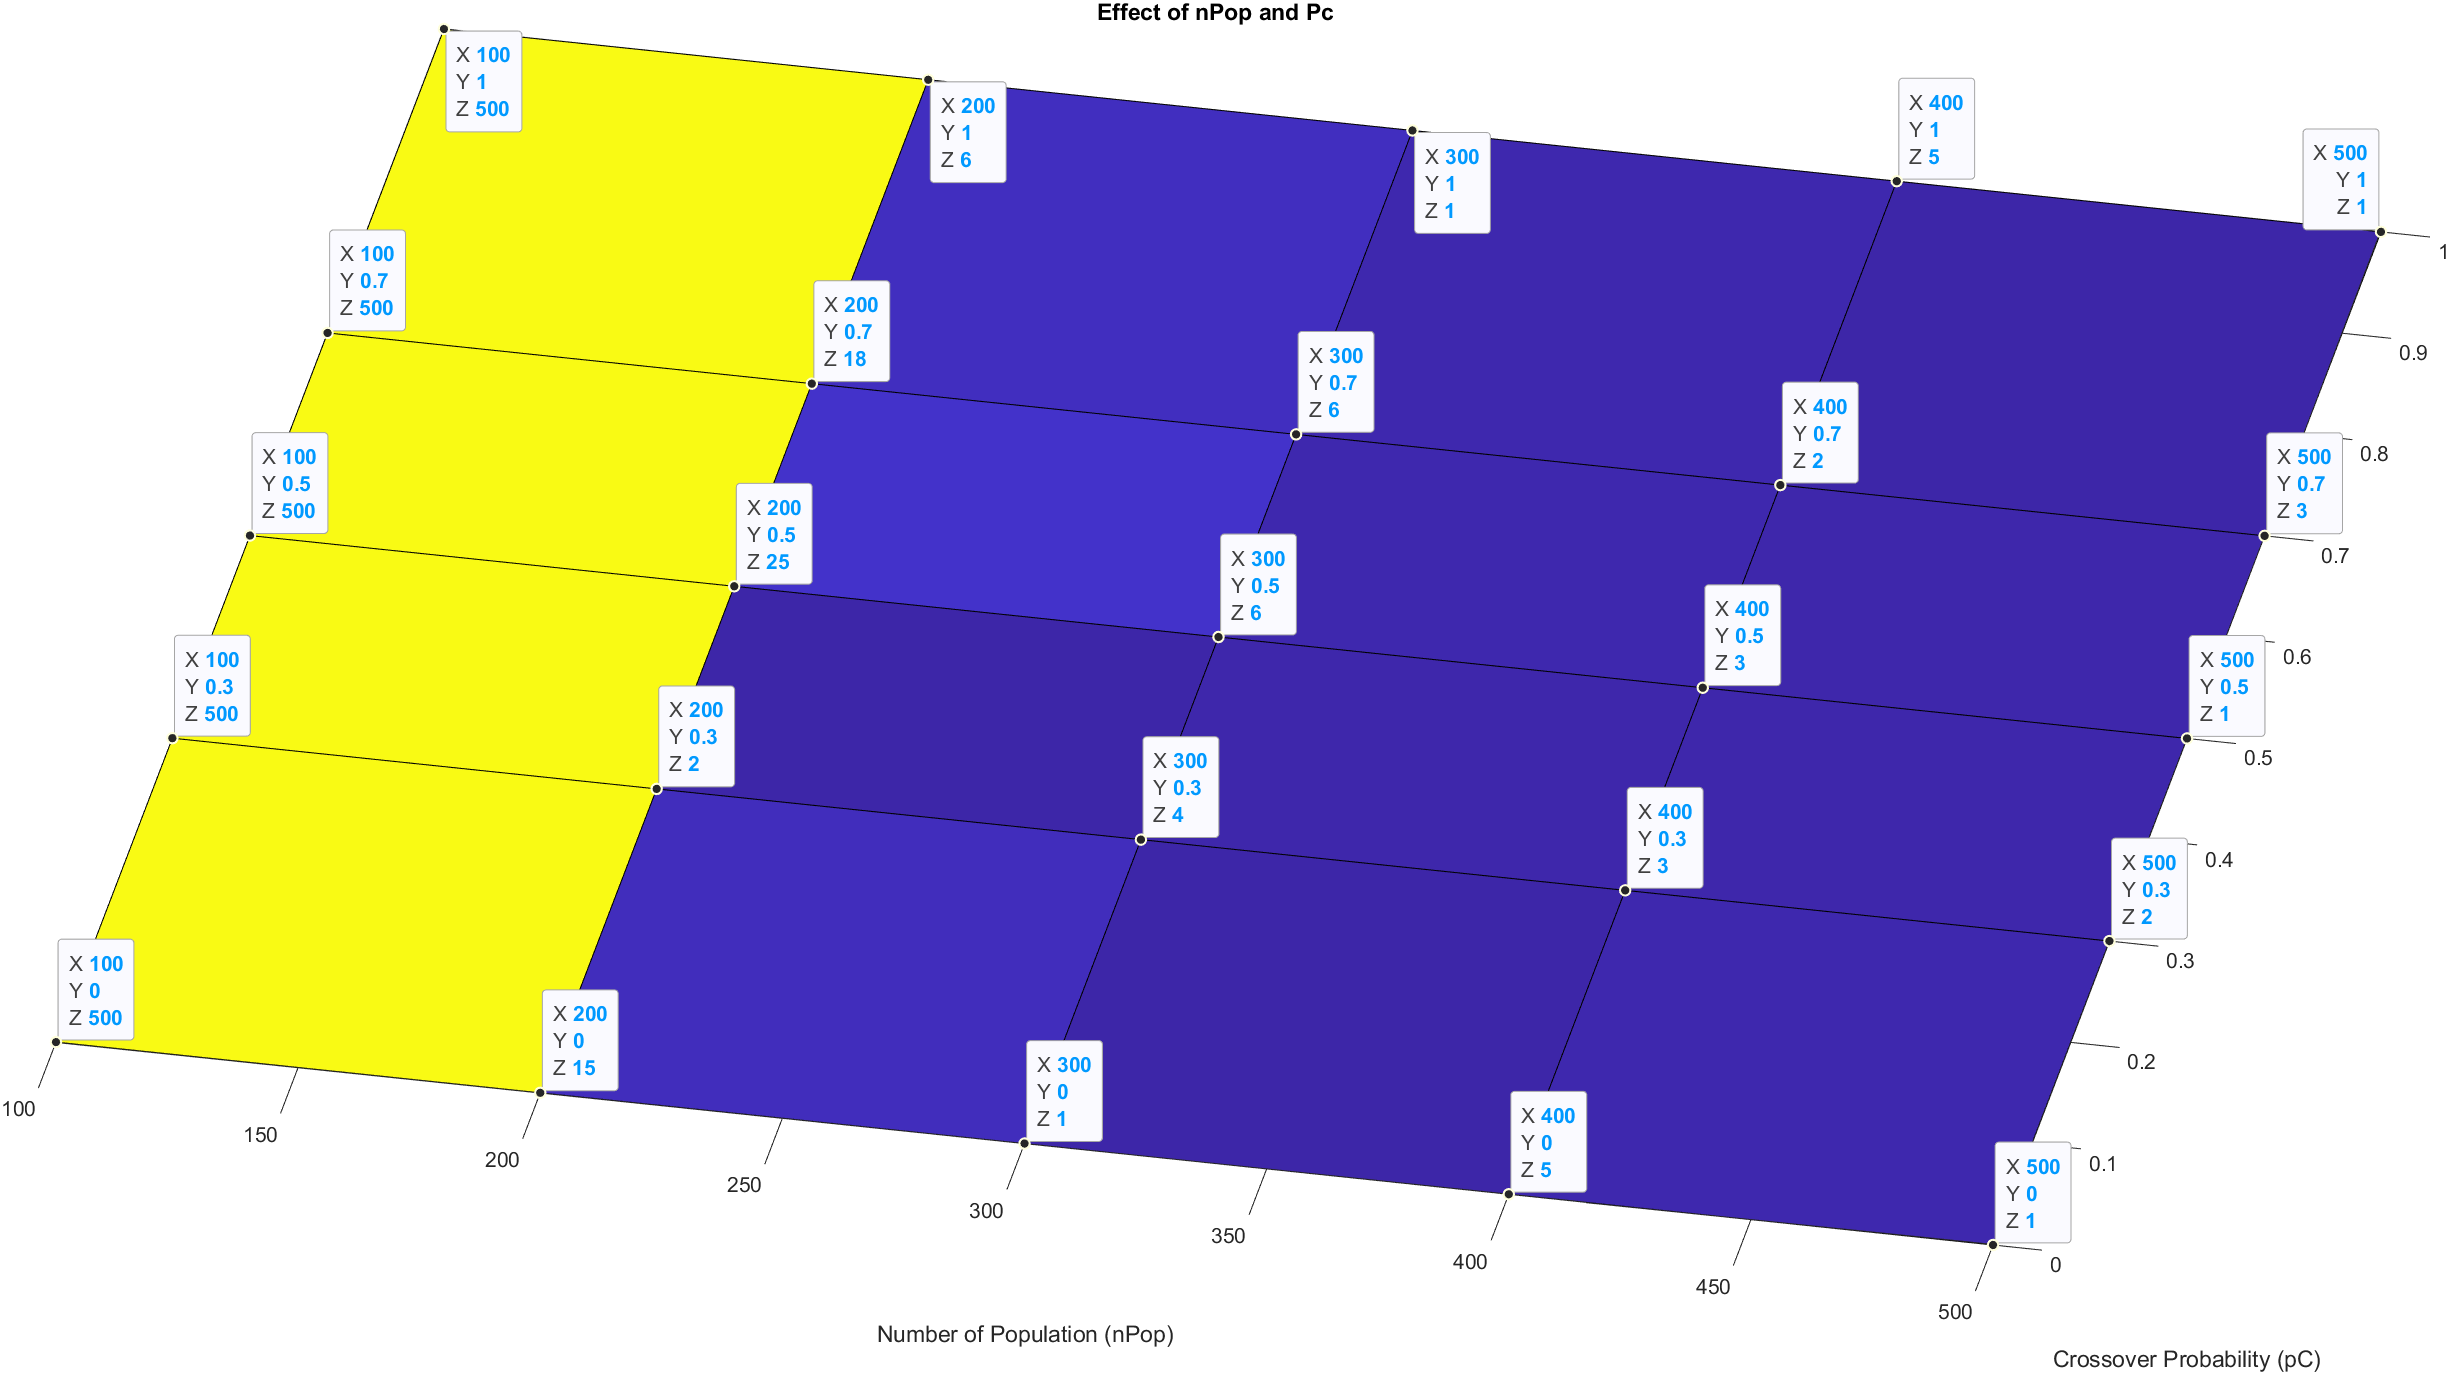 Effect of nPop and Pc
X 100
Y 1
Z 500
X 200
Y 1
Z 6
X 300
Y 1
Z 1
X 400
Y 1
Z 5
X 500
Y 1
Z 1
X 100
Y 0.7
Z 500
X 200
Y 0.7
Z 18
X 300
Y 0.7
Z 6
X 400
Y 0.7
Z 2
X 500
Y 0.7
Z 3
X 100
Y 0.5
Z 500
X 200
Y 0.5
Z 25
X 300
Y 0.5
Z 6
X 400
Y 0.5
Z 3
X 500
Y 0.5
Z 1
X 100
Y 0.3
Z 500
X 200
Y 0.3
Z 2
X 300
Y 0.3
Z 4
X 400
Y 0.3
Z 3
X 500
Y 0.3
Z 2
X 100
Y 0
Z 500
X 200
Y 0
Z 15
X 300
Y 0
Z 1
X 400
Y 0
Z 5
X 500
Y 0
Z 1
1
0.9
0.8
0.7
0.6
0.5
0.4
0.3
0.2
0.1
0
100
150
200
250
300
350
400
450
500
Number of Population (nPop)
Crossover Probability (pC)